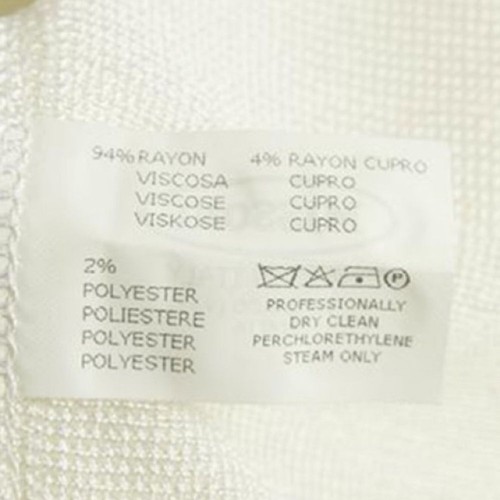 94% RAYON 4% RAYON CUPRO
VISCOSA CUPRO
VISCOSE CUPRO
VISKOSE CUPRO
2%
POLYESTER
POLIESTERE
POLYESTER
POLYESTER
P
PROFESSIONALLY
DRY CLEAN
PERCHLORETHYLENE
STEAM ONLY